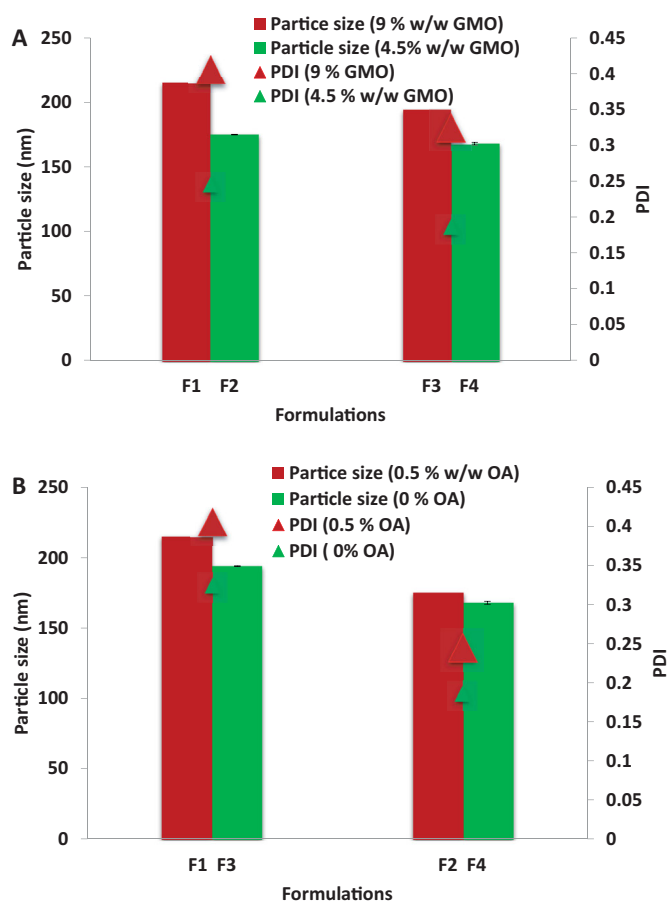 A
Partice size (9 % w/w GMO)
Particle size (4.5% w/w GMO)
PDI (9 % GMO)
PDI (4.5 % w/w GMO)
250
200
150
100
50
0
Particle size (nm)
0.45
0.4
0.35
0.3
0.25
0.2
0.15
0.1
0.05
0
PDI
F1 F2
F3 F4
Formulations
B
Partice size (0.5 % w/w OA)
Particle size (0 % OA)
PDI (0.5 % OA)
PDI ( 0% OA)
250
200
150
100
50
0
Particle size (nm)
0.45
0.4
0.35
0.3
0.25
0.2
0.15
0.1
0.05
0
PDI
F1 F3
F2 F4
Formulations